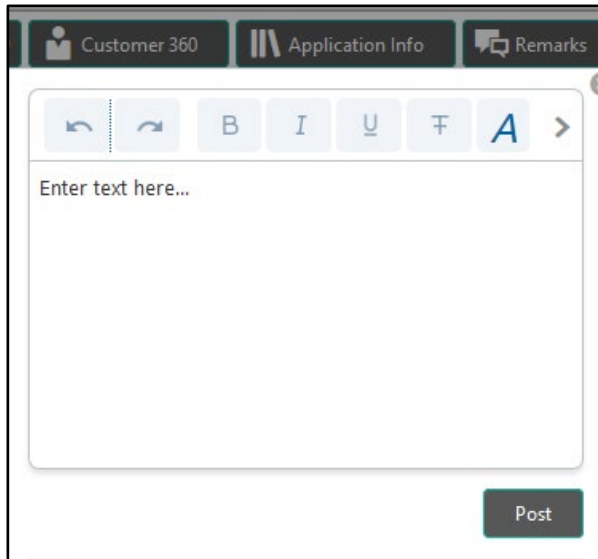 Customer 360
Application Info
Remarks
B I U T A
Enter text here...
Post